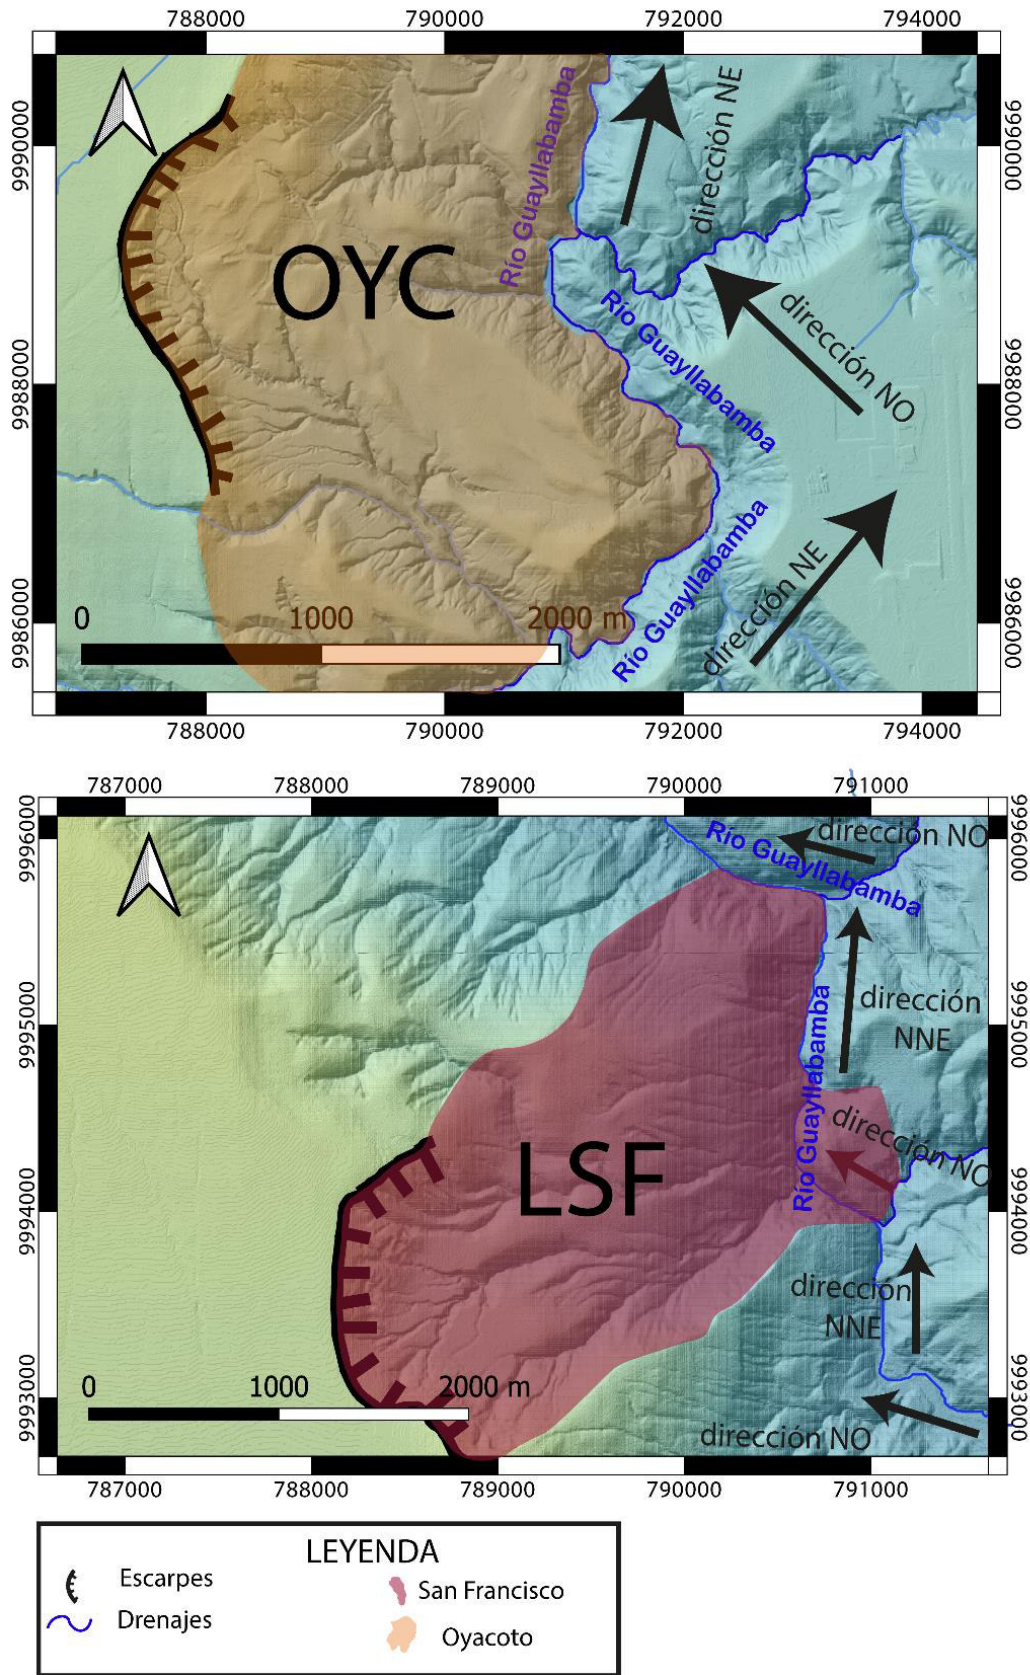 788000 790000 792000 794000
9990000
9988000
9986000
9990000
9988000
9986000
Río Guayllabamba
dirección NE
OYC
Río Guayllabamba
dirección NO
Río Guayllabamba
dirección NE
0 1000 2000 m
788000 790000 792000 794000
787000 788000 789000 790000 791000
9996000
9995000
9994000
9993000
9996000
9995000
9994000
9993000
dirección NO
Río Guayllabamba
dirección
NNE
Río Guayllabamba
dirección NO
LSF
dirección
NNE
0 1000 2000 m
dirección NO
787000 788000 789000 790000 791000
LEYENDA
Escarpes
San Francisco
Drenajes
Oyacoto